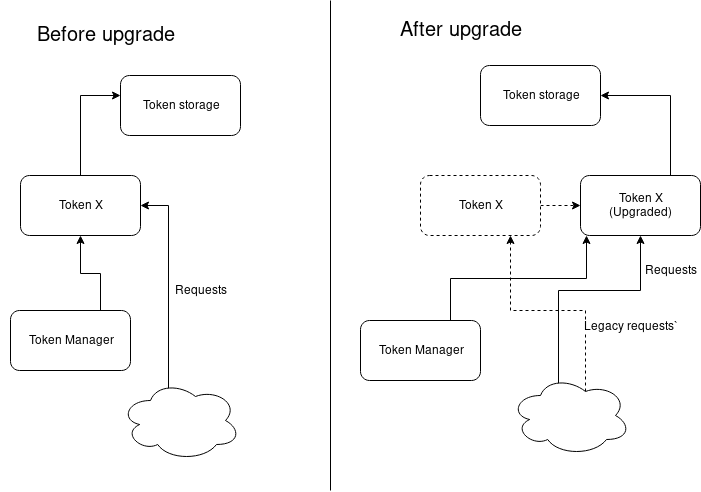 Before upgrade
Token storage
Token X
Requests
Token Manager
After upgrade
Token storage
Token X
Token X
(Upgraded)
Requests
Legacy requests`
Token Manager